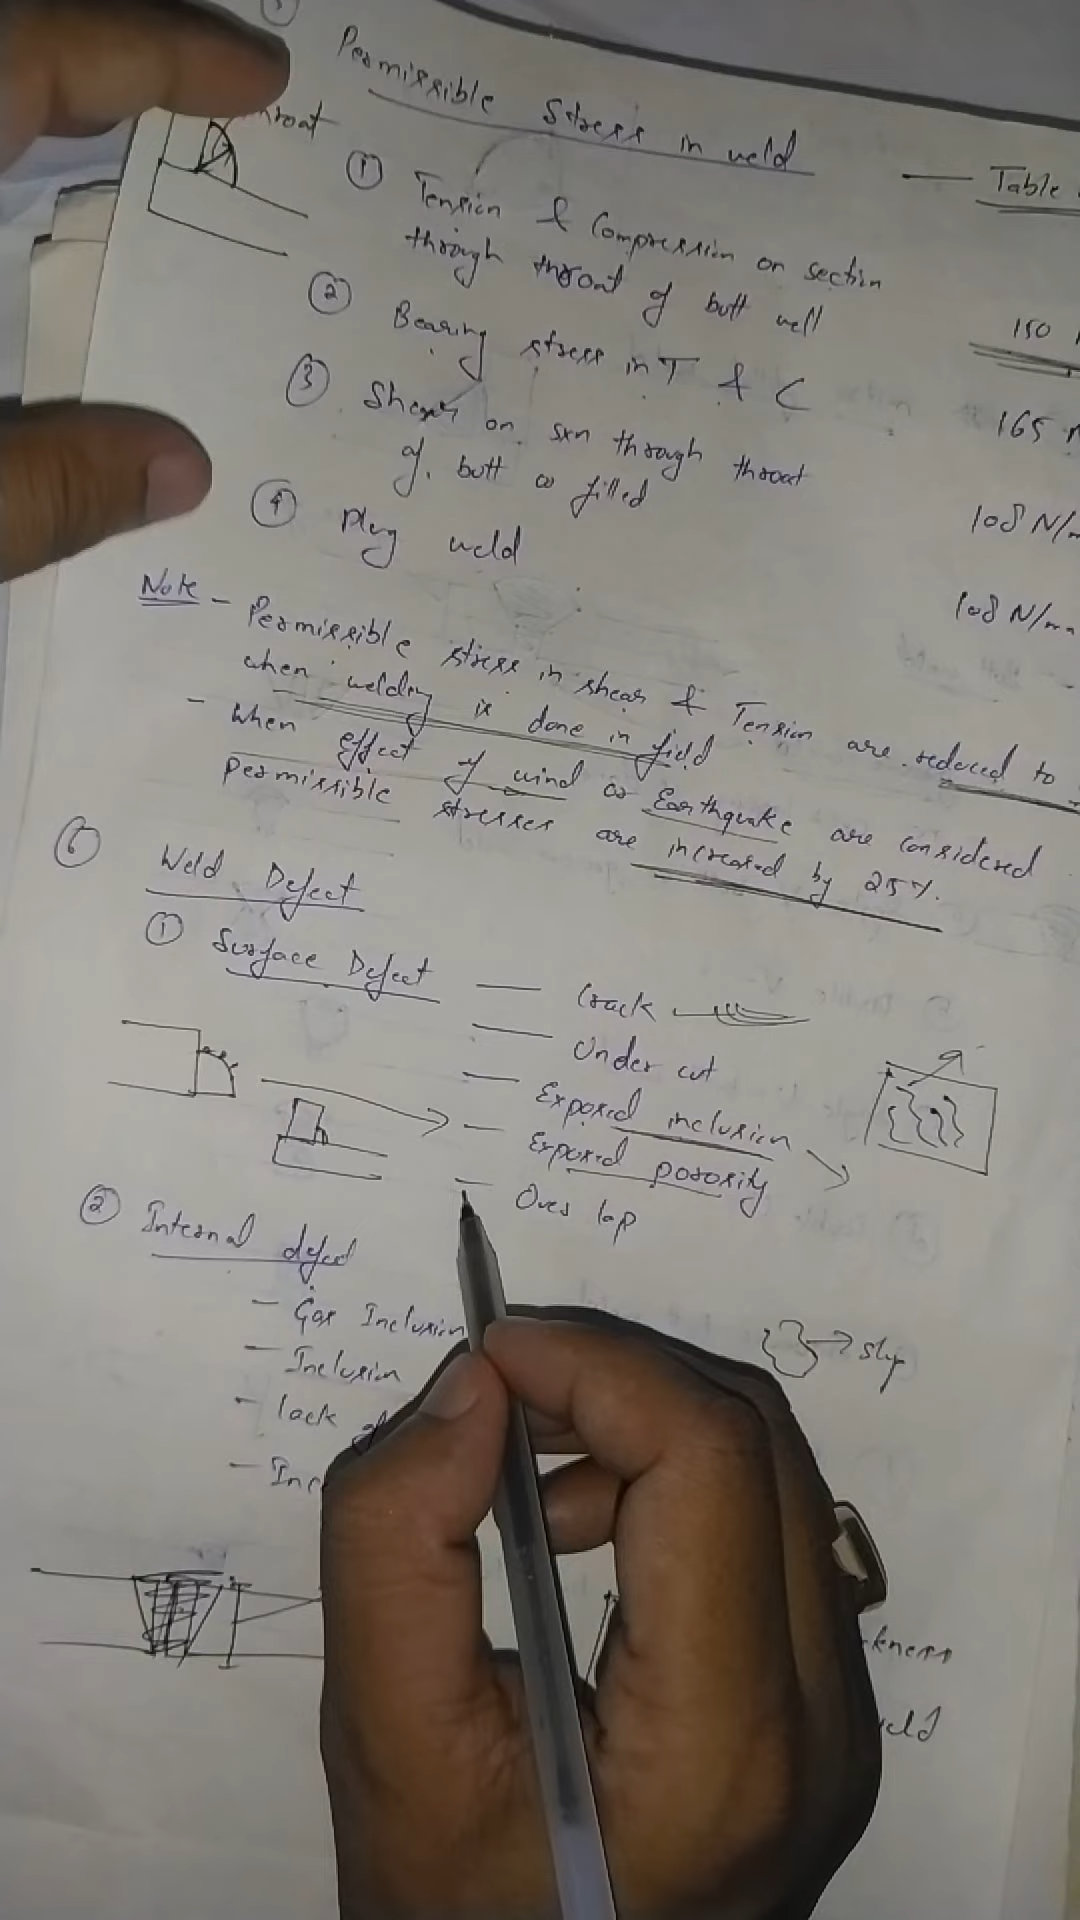 Permissible Stress in weld — Table
throat
① Tension & Compression on section
through throat of butt well
150
② Bearing stress in T & C
165
③ Shear on sxn through throat
of butt or filled
108 N/m
④ Plug weld
108 N/m
Note - Permissible stress in shear & Tension are reduced to
when welding is done in field
- When effect of wind or Earthquake are considered
permissible stresses are increased by 25%.
⑥ Weld Defect
① Surface Defect — Crack
— Under cut
— Exposed inclusion
— Exposed porosity
— Over lap
② Internal defect
- Gas Inclusion
- Inclusion
- lack of
- Inc
kness